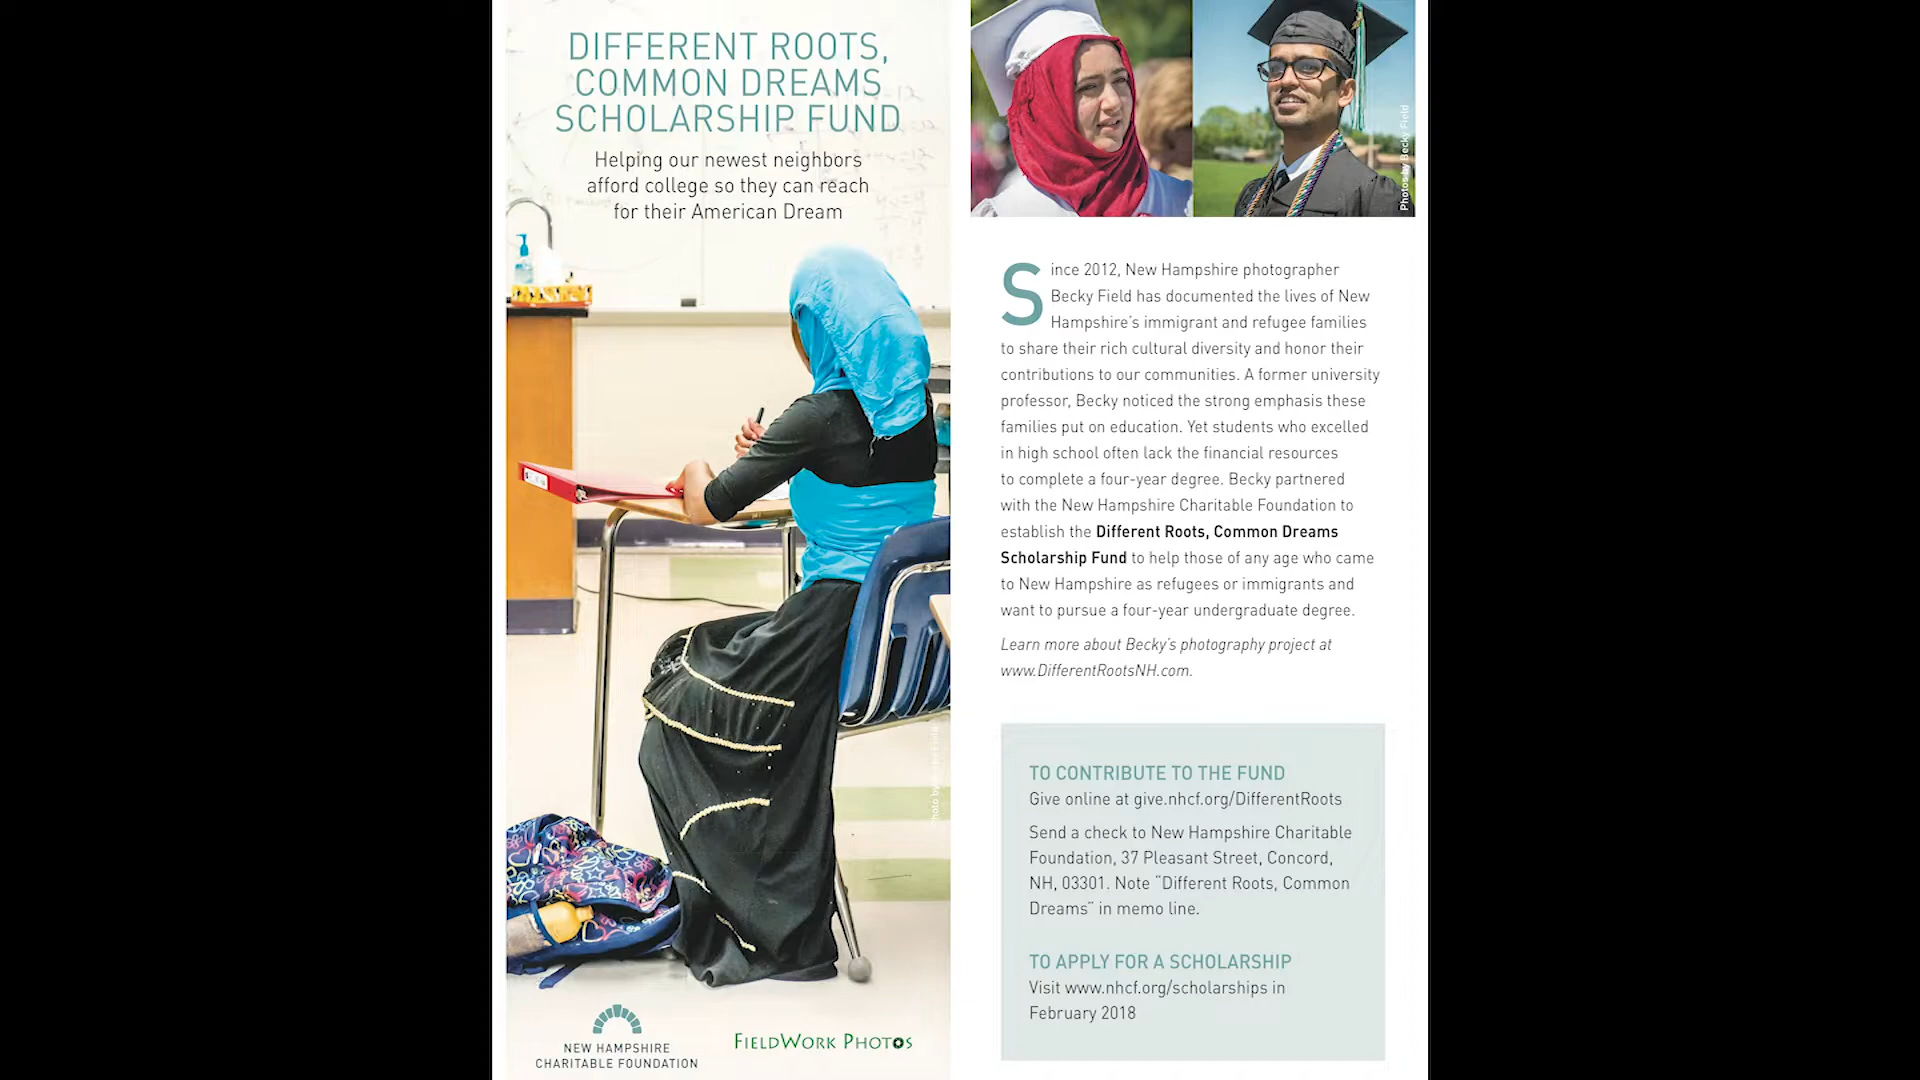 DIFFERENT ROOTS,
COMMON DREAMS
SCHOLARSHIP FUND
Helping our newest neighbors
afford college so they can reach
for their American Dream
NEW HAMPSHIRE
CHARITABLE FOUNDATION
FIELDWORK PHOTOS
Photos by Becky Field
Since 2012, New Hampshire photographer
Becky Field has documented the lives of New
Hampshire's immigrant and refugee families
to share their rich cultural diversity and honor their
contributions to our communities. A former university
professor, Becky noticed the strong emphasis these
families put on education. Yet students who excelled
in high school often lack the financial resources
to complete a four-year degree. Becky partnered
with the New Hampshire Charitable Foundation to
establish the Different Roots, Common Dreams
Scholarship Fund to help those of any age who came
to New Hampshire as refugees or immigrants and
want to pursue a four-year undergraduate degree.
Learn more about Becky's photography project at
www.DifferentRootsNH.com.
TO CONTRIBUTE TO THE FUND
Give online at give.nhcf.org/DifferentRoots
Send a check to New Hampshire Charitable
Foundation, 37 Pleasant Street, Concord,
NH, 03301. Note "Different Roots, Common
Dreams" in memo line.
TO APPLY FOR A SCHOLARSHIP
Visit www.nhcf.org/scholarships in
February 2018